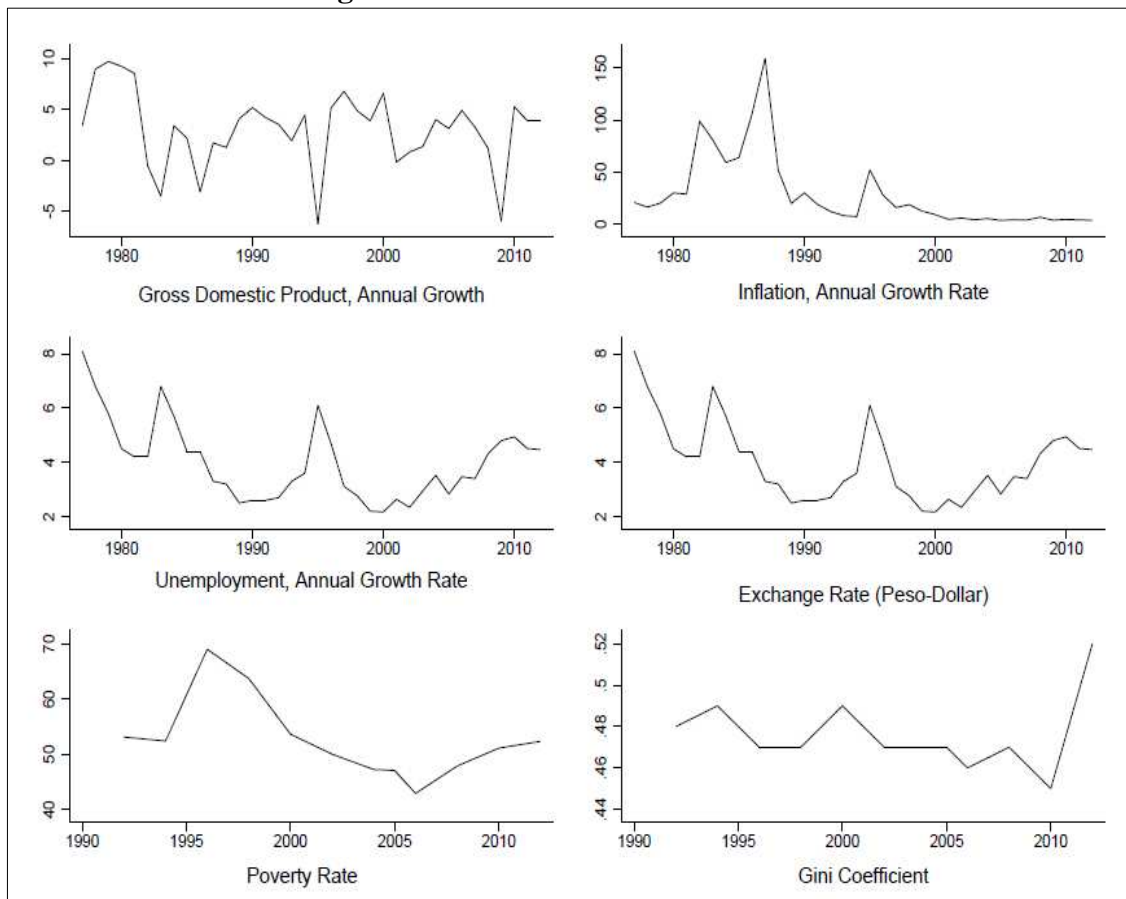 10
5
0
-5
1980 1990 2000 2010
Gross Domestic Product, Annual Growth
150
100
50
0
1980 1990 2000 2010
Inflation, Annual Growth Rate
8
6
4
2
1980 1990 2000 2010
Unemployment, Annual Growth Rate
8
6
4
2
1980 1990 2000 2010
Exchange Rate (Peso-Dollar)
70
60
50
40
1990 1995 2000 2005 2010
Poverty Rate
.52
.5
.48
.46
.44
1990 1995 2000 2005 2010
Gini Coefficient